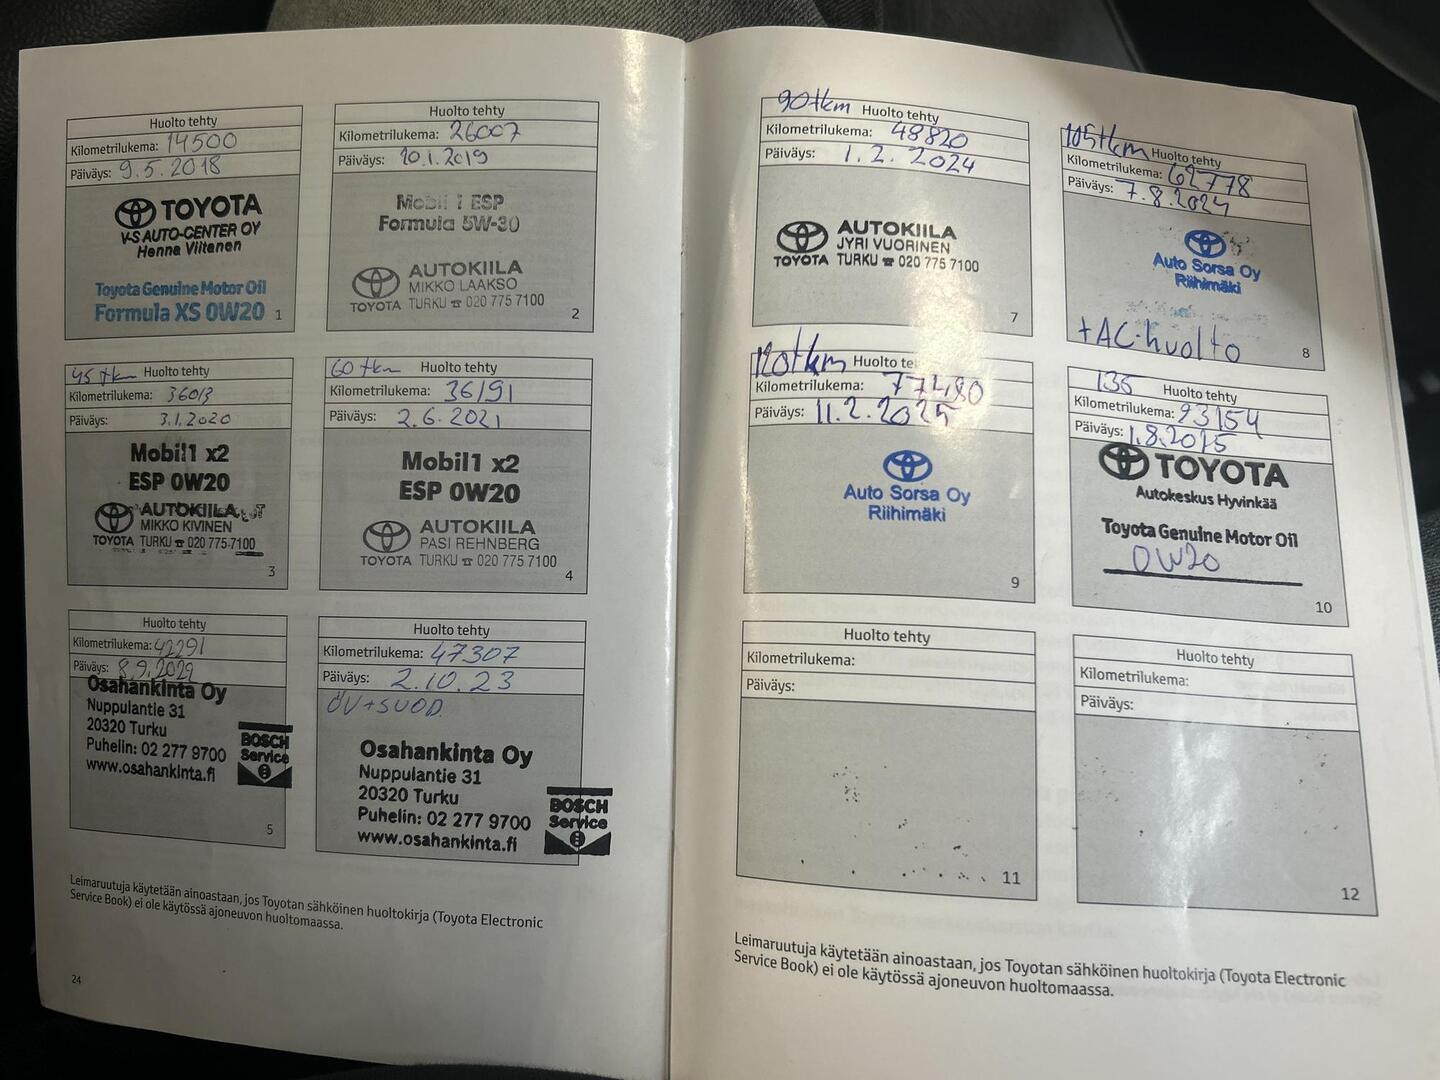 Huolto tehty
Kilometrilukema: 14500
Päiväys: 9.5.2018
TOYOTA
V-S AUTO-CENTER OY
Henna Viitanen
Toyota Genuine Motor Oil
Formula XS 0W20
1
Huolto tehty
Kilometrilukema: 26007
Päiväys: 10.1.2019
Mobil 1 ESP
Formula 5W-30
AUTOKIILA
MIKKO LAAKSO
TOYOTA TURKU ☎ 020 775 7100
2
45 tkm Huolto tehty
Kilometrilukema: 36013
Päiväys: 3.1.2020
Mobil1 x2
ESP 0W20
AUTOKIILA
MIKKO KIVINEN
TOYOTA TURKU ☎ 020 775 7100
3
60 tkm Huolto tehty
Kilometrilukema: 36191
Päiväys: 2.6.2021
Mobil1 x2
ESP 0W20
AUTOKIILA
PASI REHNBERG
TOYOTA TURKU ☎ 020 775 7100
4
Huolto tehty
Kilometrilukema: 42291
Päiväys:
Osahankinta Oy
Nuppulantie 31
20320 Turku
Puhelin: 02 277 9700
www.osahankinta.fi
BOSCH
Service
5
Huolto tehty
Kilometrilukema: 47307
Päiväys: 2.10.23
ÖV+SUOD.
Osahankinta Oy
Nuppulantie 31
20320 Turku
Puhelin: 02 277 9700
www.osahankinta.fi
BOSCH
Service
Leimaruutuja käytetään ainoastaan, jos Toyotan sähköinen huoltokirja (Toyota Electronic
Service Book) ei ole käytössä ajoneuvon huoltomaassa.
24
90tkm Huolto tehty
Kilometrilukema: 48820
Päiväys: 1.2.2024
AUTOKIILA
JYRI VUORINEN
TOYOTA TURKU ☎ 020 775 7100
7
105tkm Huolto tehty
Kilometrilukema: 62778
Päiväys: 7.8.2024
Auto Sorsa Oy
Riihimäki
+AC-huolto
8
120tkm Huolto te
Kilometrilukema: 77480
Päiväys: 11.2.2025
Auto Sorsa Oy
Riihimäki
9
135 Huolto tehty
Kilometrilukema: 93154
Päiväys: 1.8.2025
TOYOTA
Autokeskus Hyvinkää
Toyota Genuine Motor Oil
0W20
10
Huolto tehty
Kilometrilukema:
Päiväys:
11
Huolto tehty
Kilometrilukema:
Päiväys:
12
Leimaruutuja käytetään ainoastaan, jos Toyotan sähköinen huoltokirja (Toyota Electronic
Service Book) ei ole käytössä ajoneuvon huoltomaassa.